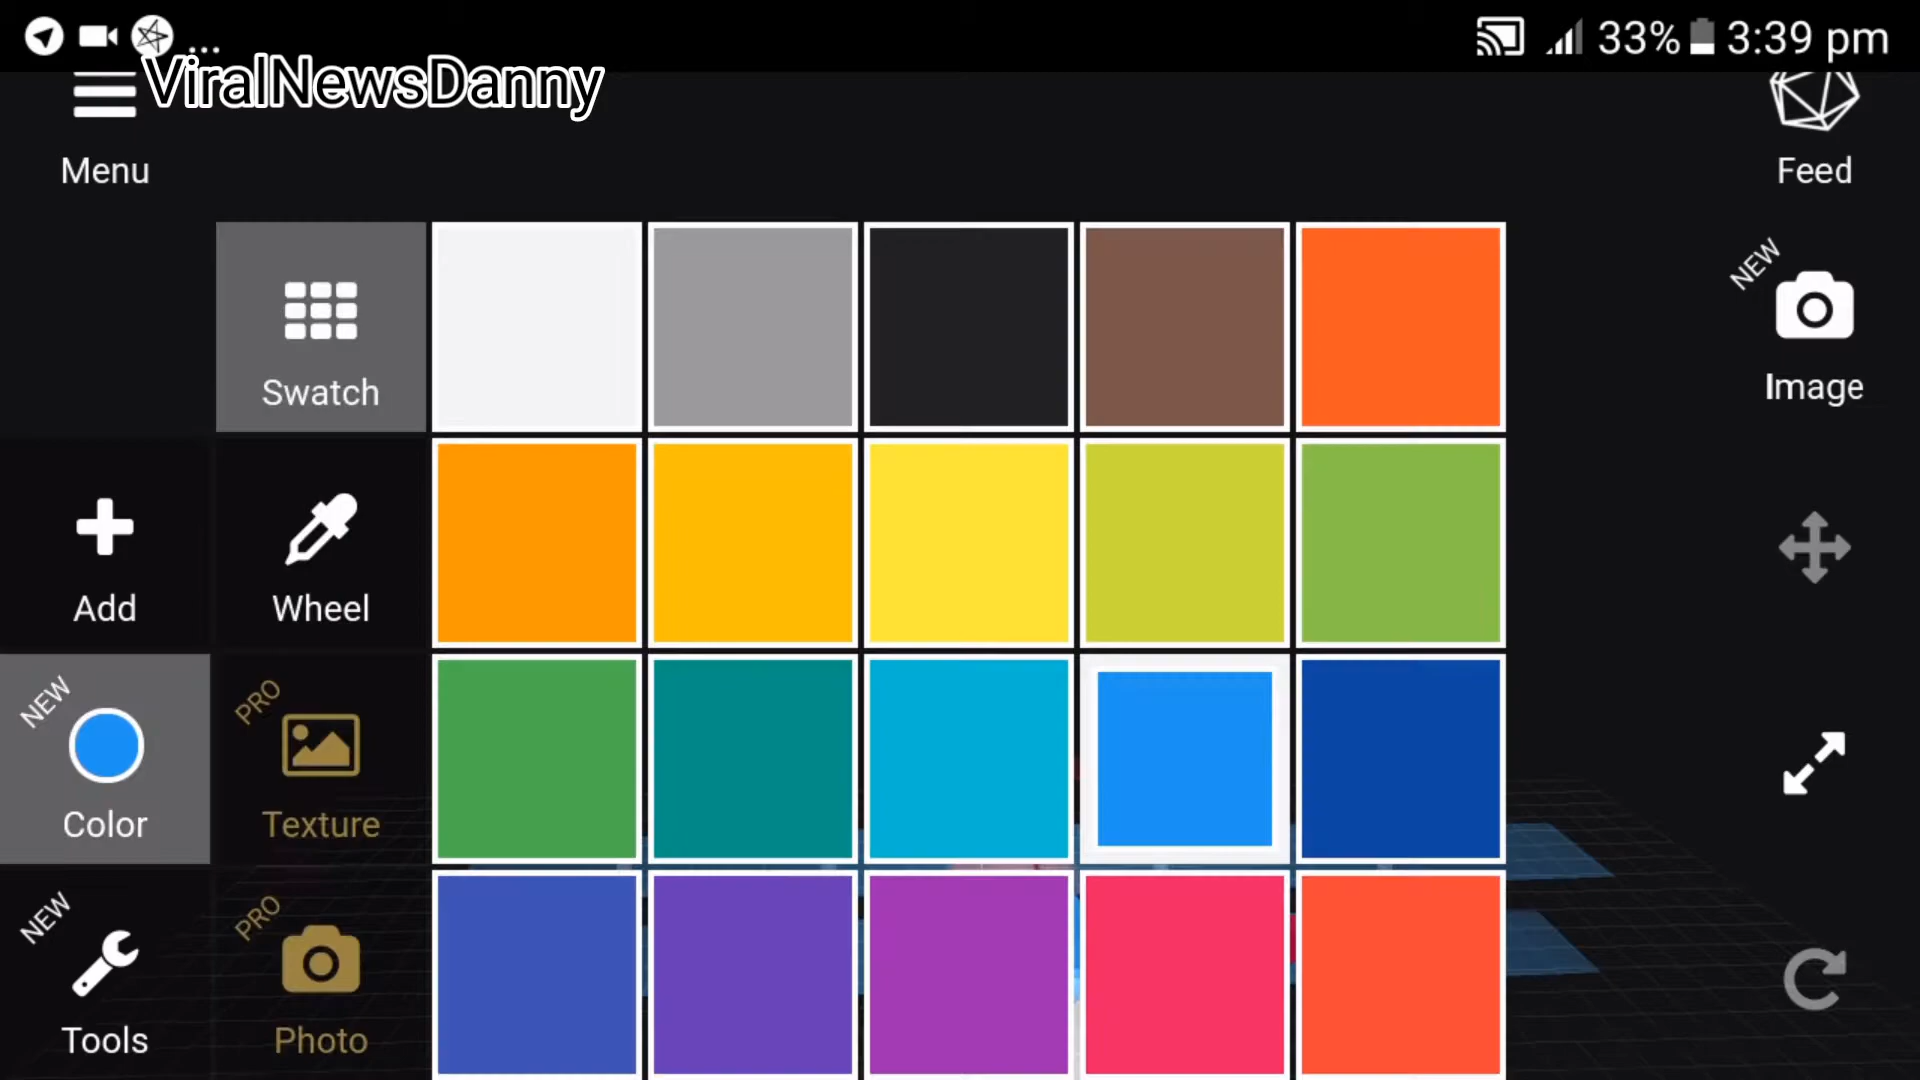 ... 33% 3:39 pm
ViralNewsDanny
Menu
Feed
Swatch
NEW
Image
Add
Wheel
NEW
Color
PRO
Texture
NEW
Tools
PRO
Photo